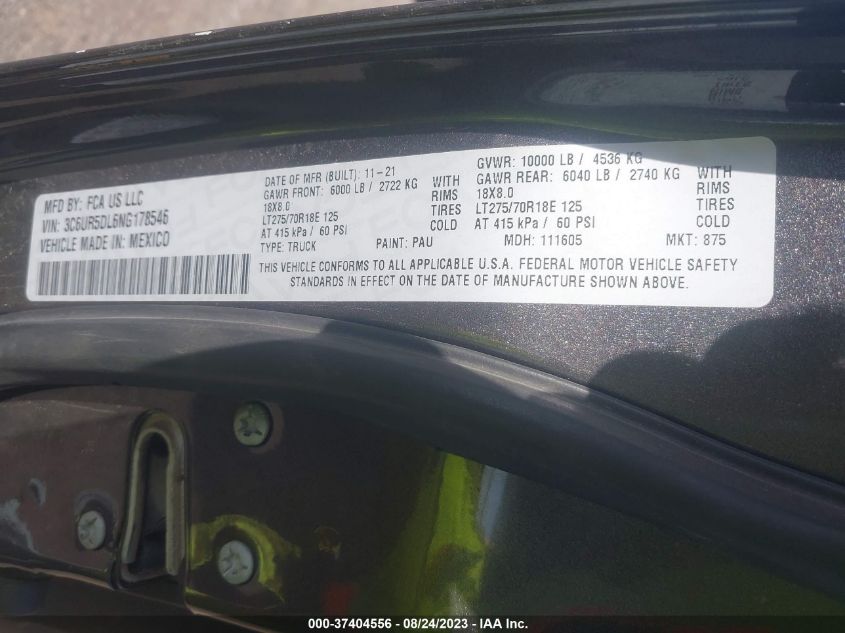 MFD BY: FCA US LLC
VIN: 3C6UR5DL6NG178546
VEHICLE MADE IN: MEXICO
DATE OF MFR (BUILT): 11-21
GAWR FRONT: 6000 LB / 2722 KG WITH
18X8.0 RIMS
LT275/70R18E 125 TIRES
AT 415 kPa / 60 PSI COLD
GVWR: 10000 LB / 4536 KG
GAWR REAR: 6040 LB / 2740 KG WITH
18X8.0 RIMS
LT275/70R18E 125 TIRES
AT 415 kPa / 60 PSI COLD
TYPE: TRUCK PAINT: PAU MDH: 111605 MKT: 875
THIS VEHICLE CONFORMS TO ALL APPLICABLE U.S.A. FEDERAL MOTOR VEHICLE SAFETY
STANDARDS IN EFFECT ON THE DATE OF MANUFACTURE SHOWN ABOVE.
000-37404556 - 08/24/2023 - IAA Inc.